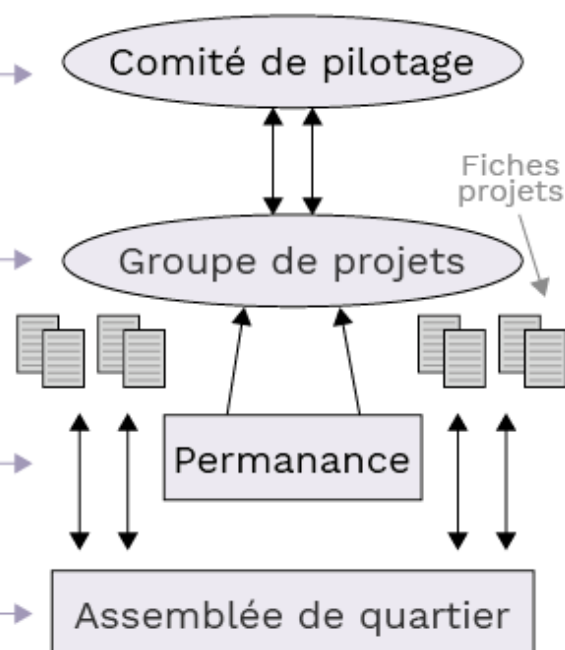 Comité de pilotage
Fiches
projets
Groupe de projets
Permanance
Assemblée de quartier